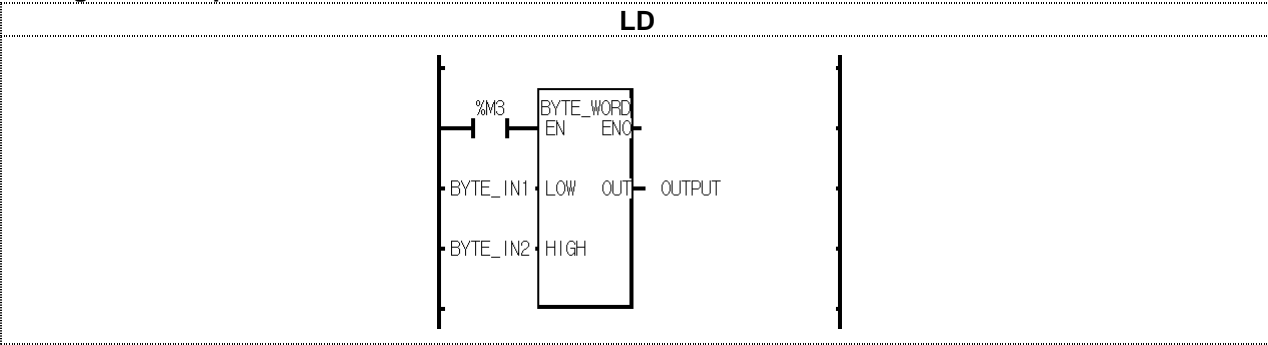 LD
%M3
BYTE_WORD
EN ENO
BYTE_IN1 LOW OUT OUTPUT
BYTE_IN2 HIGH